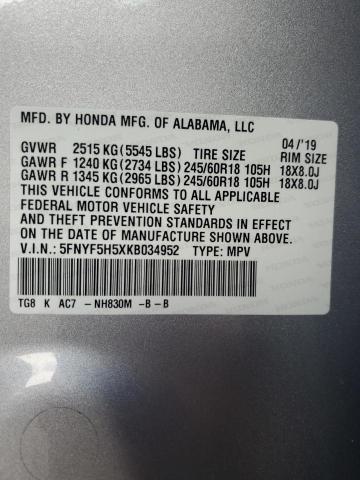 MFD. BY HONDA MFG. OF ALABAMA, LLC
GVWR 2515 KG (5545 LBS) TIRE SIZE 04/'19 RIM SIZE
GAWR F 1240 KG (2734 LBS) 245/60R18 105H 18X8.0J
GAWR R 1345 KG (2965 LBS) 245/60R18 105H 18X8.0J
THIS VEHICLE CONFORMS TO ALL APPLICABLE
FEDERAL MOTOR VEHICLE SAFETY
AND THEFT PREVENTION STANDARDS IN EFFECT
ON THE DATE OF MANUFACTURE SHOWN ABOVE.
V.I.N.: 5FNYF5H5XKB034952 TYPE: MPV
TG8 K AC7 -NH830M -B -B